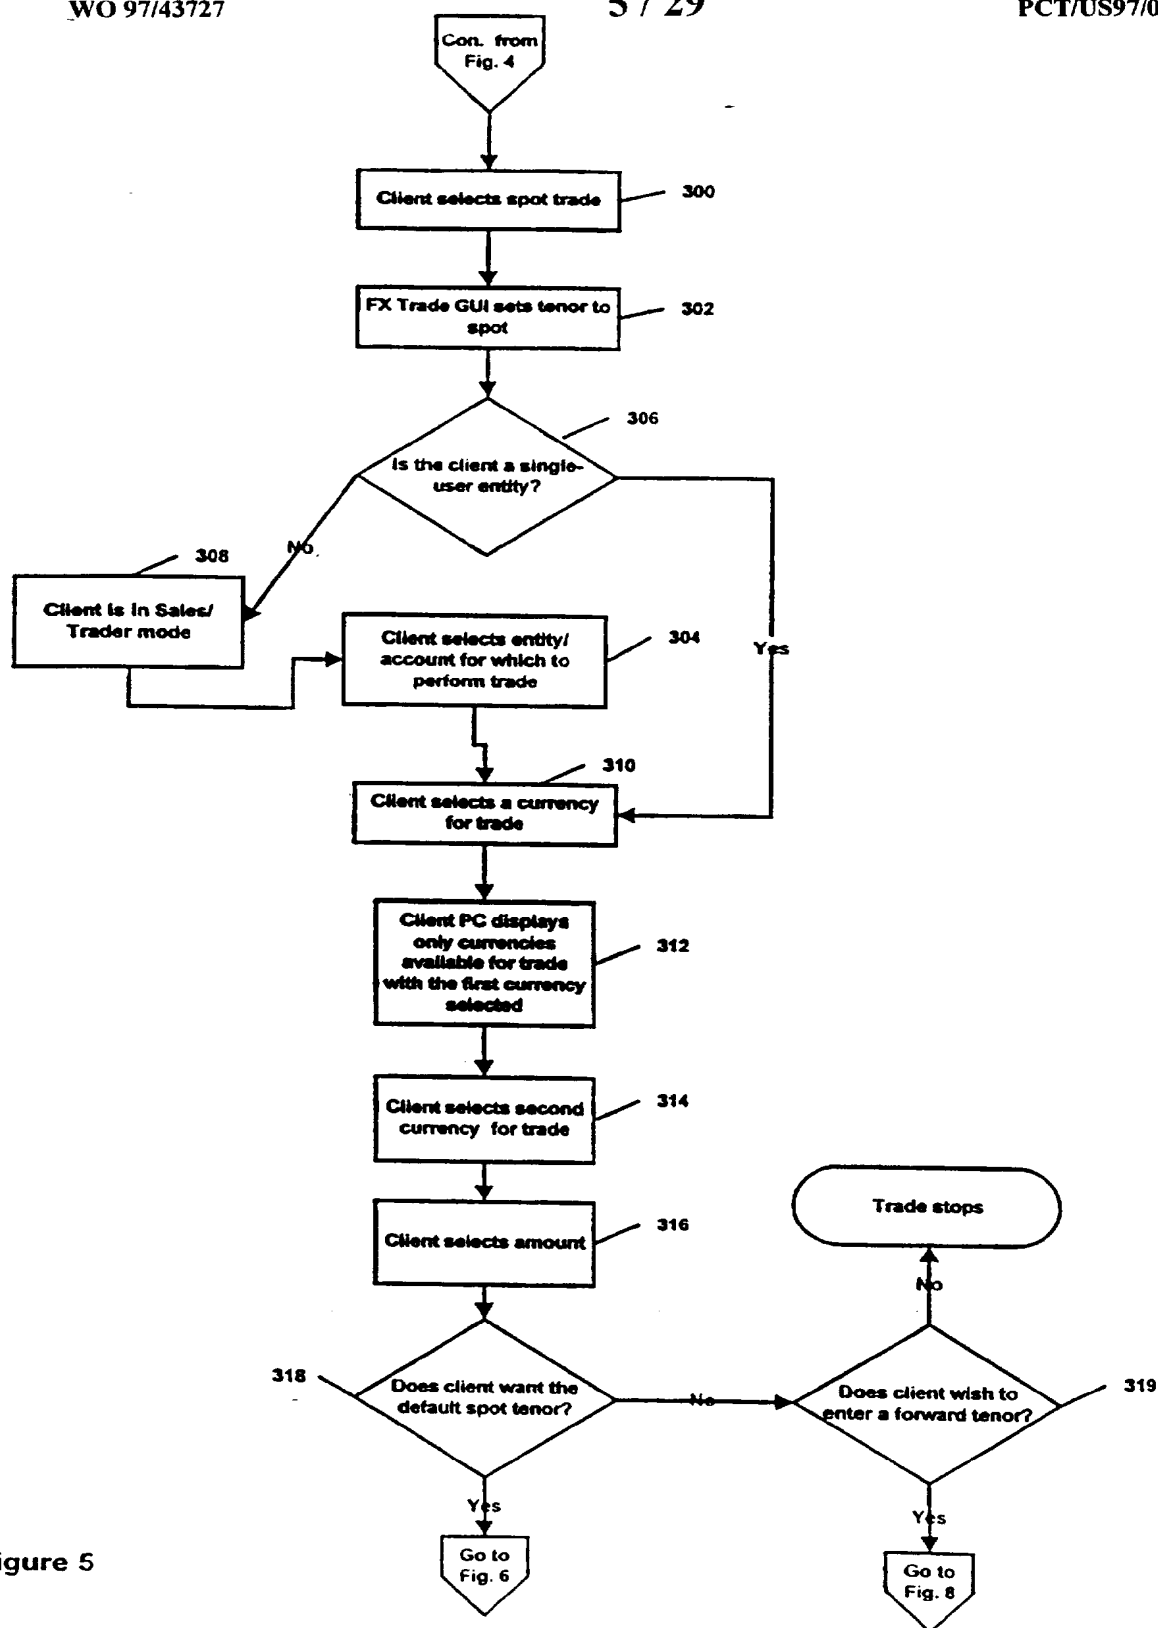 WO 97/43727
5 / 29
PCT/US97/0
Con. from
Fig. 4
Client selects spot trade
300
FX Trade GUI sets tenor to
spot
302
306
Is the client a single-
user entity?
No
308
Client is in Sales/
Trader mode
Client selects entity/
account for which to
perform trade
304
Yes
310
Client selects a currency
for trade
Client PC displays
only currencies
available for trade
with the first currency
selected
312
Client selects second
currency for trade
314
Client selects amount
316
Trade stops
No
318
Does client want the
default spot tenor?
No
Does client wish to
enter a forward tenor?
319
Yes
Yes
Go to
Fig. 6
Go to
Fig. 8
igure 5